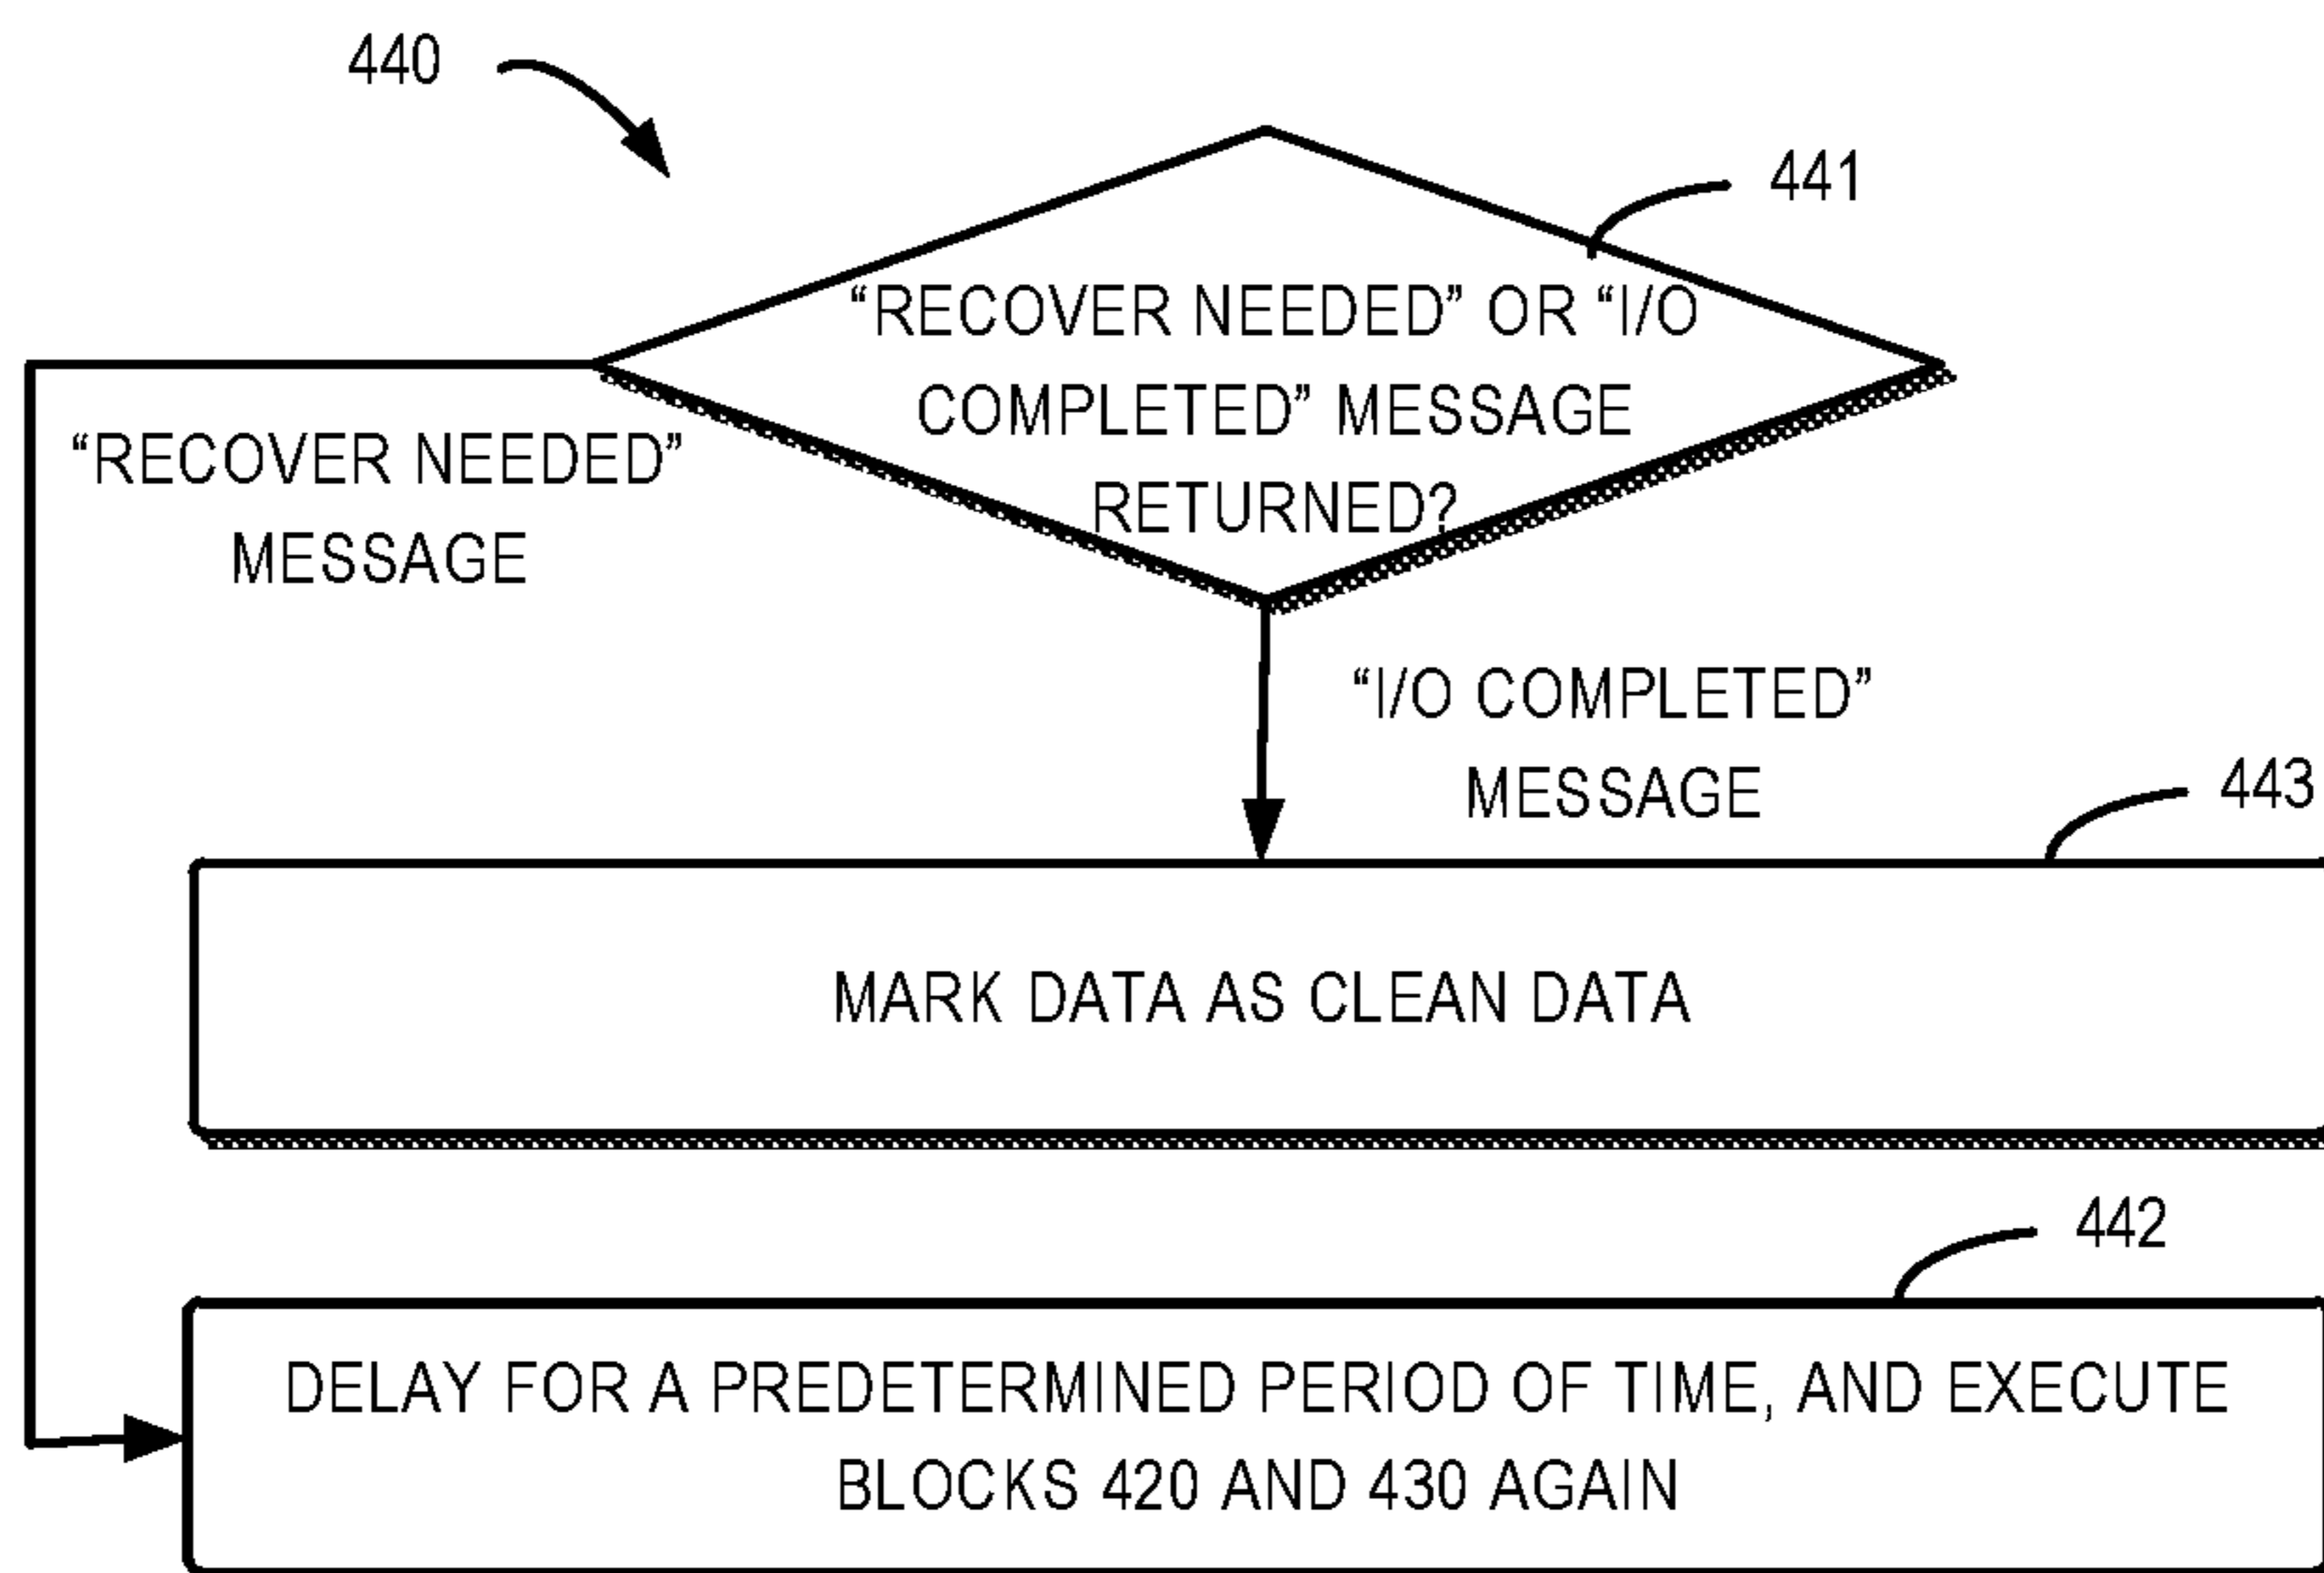 440
441
“RECOVER NEEDED” OR “I/O
COMPLETED” MESSAGE
RETURNED?
“RECOVER NEEDED”
MESSAGE
“I/O COMPLETED”
MESSAGE
443
MARK DATA AS CLEAN DATA
442
DELAY FOR A PREDETERMINED PERIOD OF TIME, AND EXECUTE
BLOCKS 420 AND 430 AGAIN